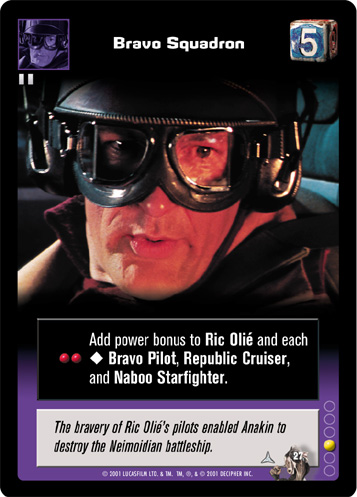 Bravo Squadron
5
Add power bonus to Ric Olié and each
◆ Bravo Pilot, Republic Cruiser,
and Naboo Starfighter.
The bravery of Ric Olié's pilots enabled Anakin to
destroy the Neimoidian battleship.
27
© 2001 LUCASFILM LTD. & TM. TM, ®, & © 2001 DECIPHER INC.